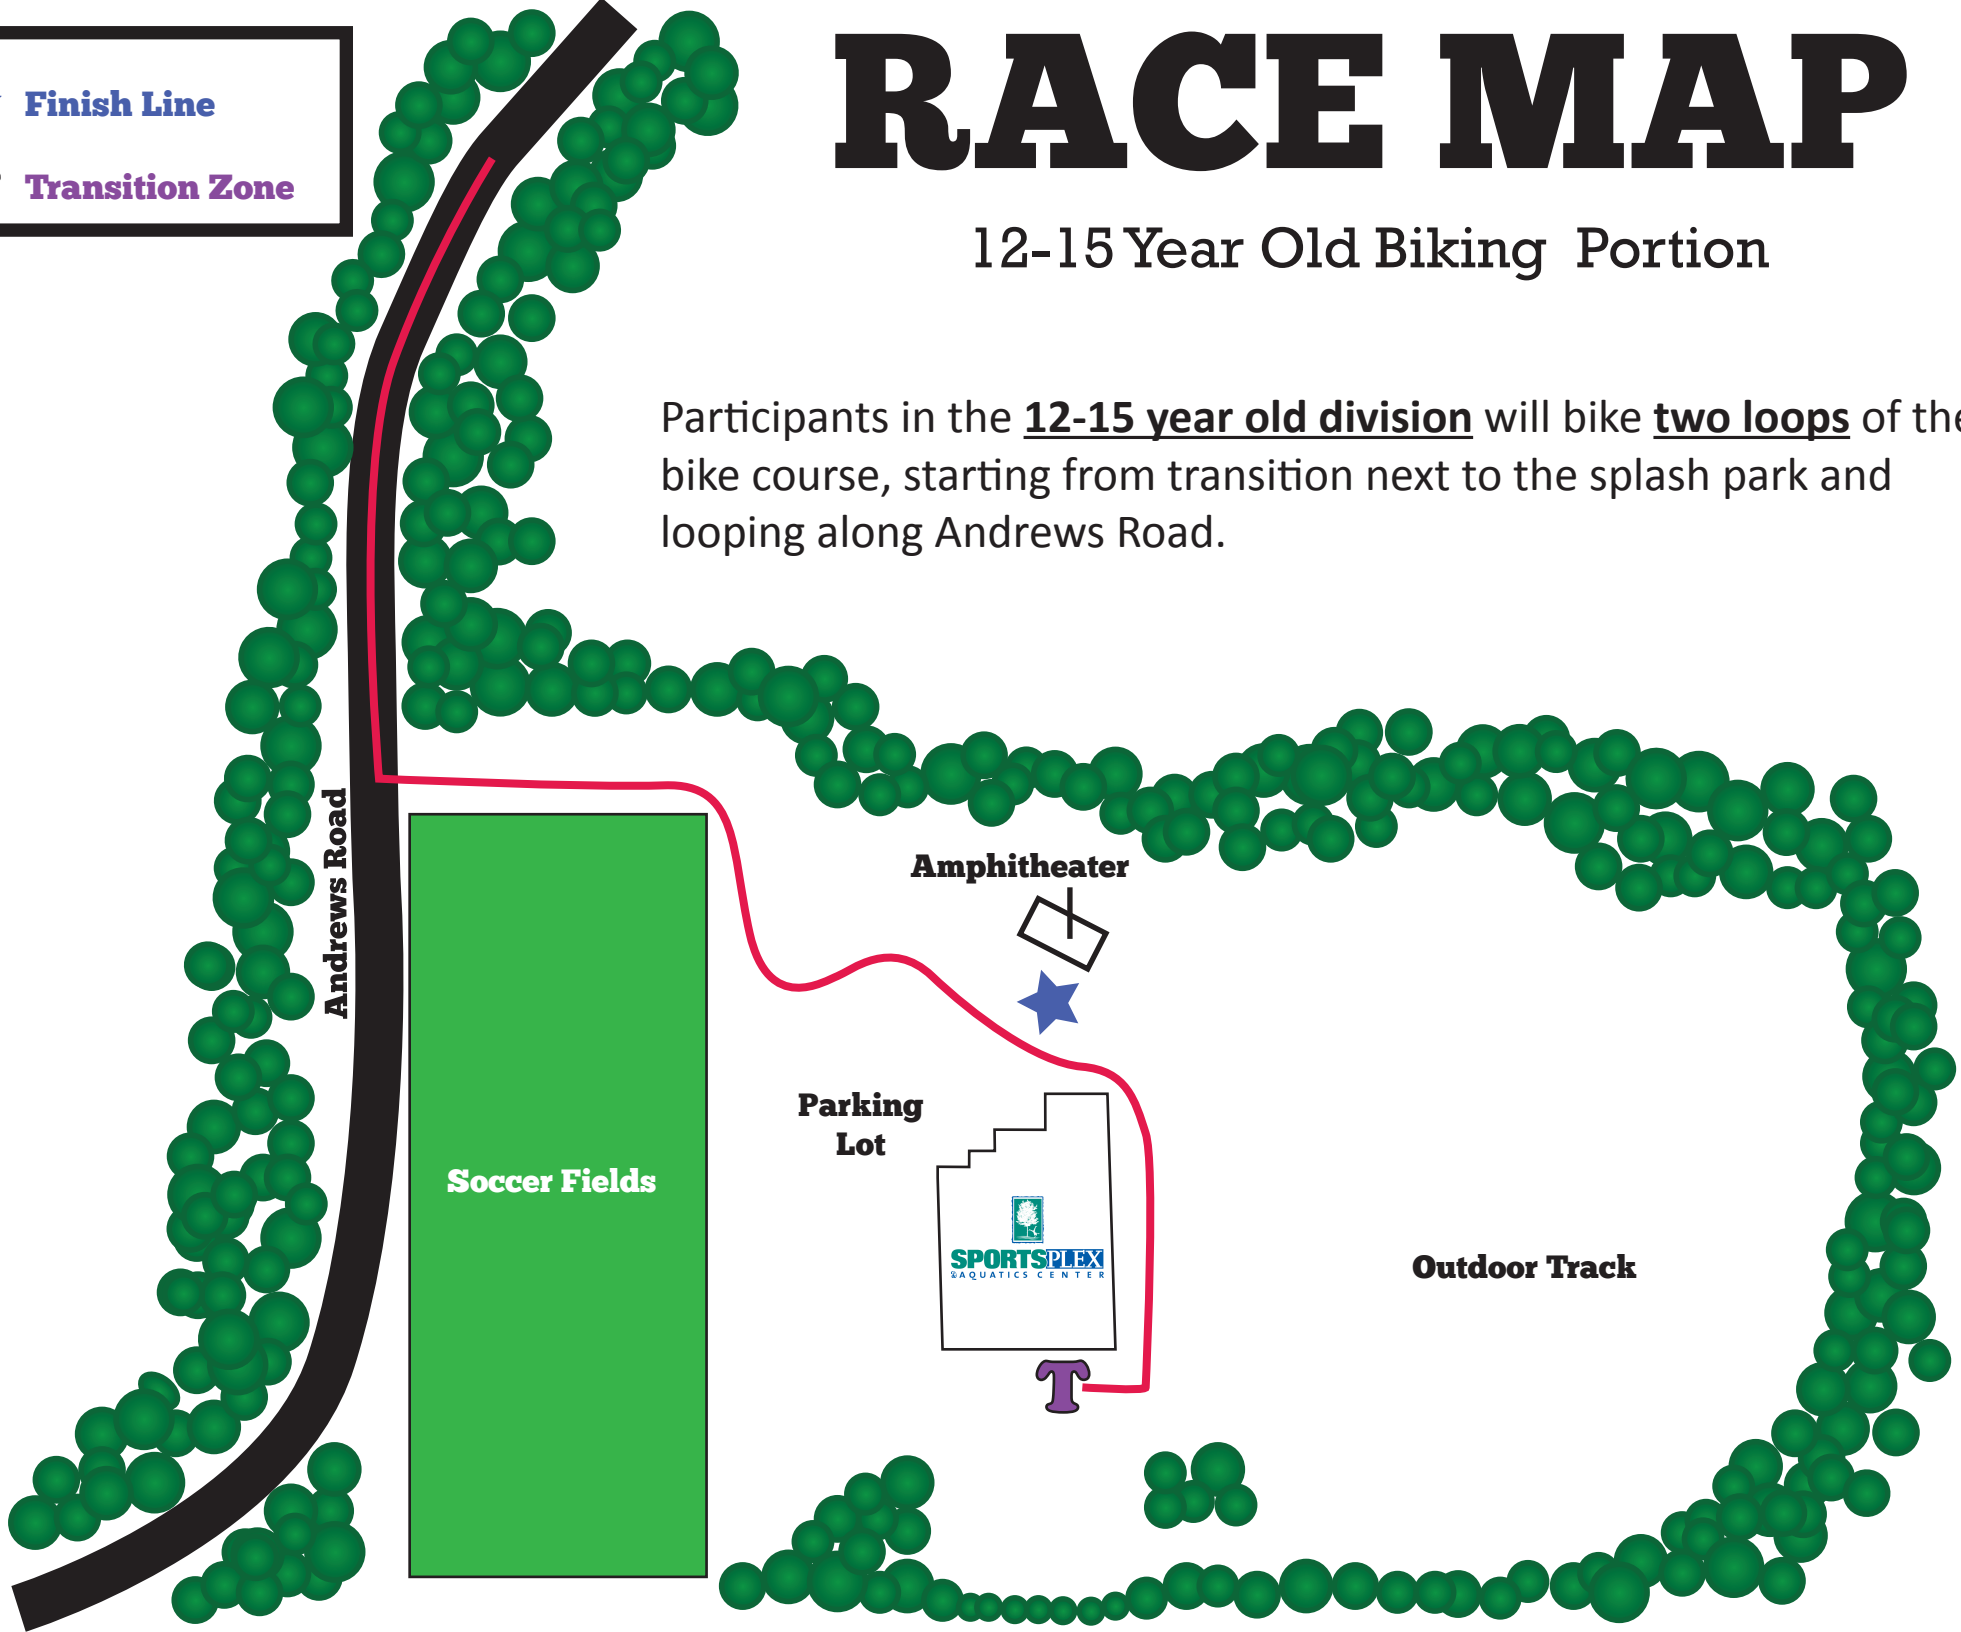 RACE MAP
12-15 Year Old Biking Portion
Finish Line
Transition Zone
Participants in the 12-15 year old division will bike two loops of the
bike course, starting from transition next to the splash park and
looping along Andrews Road.
Andrews Road
Amphitheater
Parking
Lot
Soccer Fields
SPORTSPLEX
& AQUATICS CENTER
Outdoor Track
T